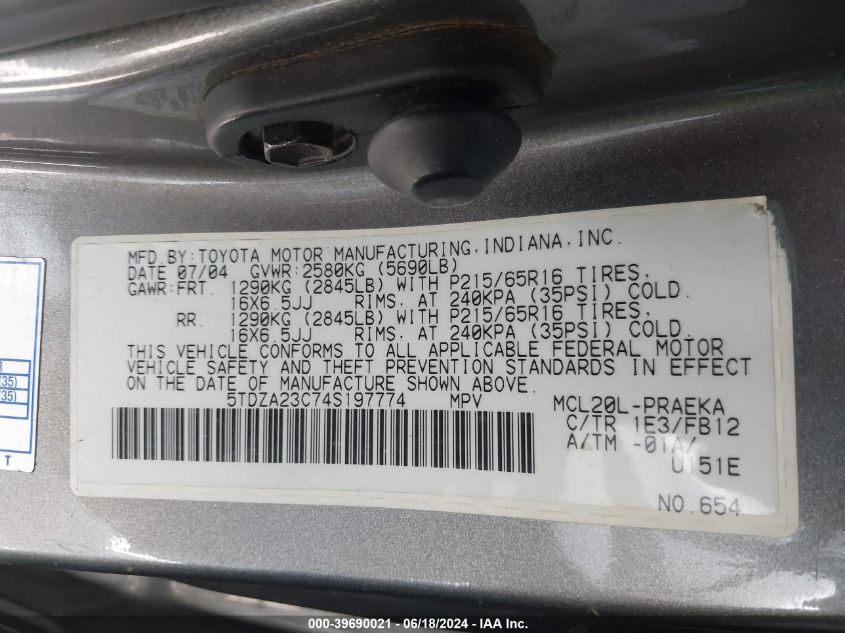 MFD.BY:TOYOTA MOTOR MANUFACTURING,INDIANA,INC.
DATE 07/04 GVWR:2580KG (5690LB)
GAWR:FRT. 1290KG (2845LB) WITH P215/65R16 TIRES,
16X6.5JJ RIMS, AT 240KPA (35PSI) COLD.
RR. 1290KG (2845LB) WITH P215/65R16 TIRES,
16X6.5JJ RIMS, AT 240KPA (35PSI) COLD.
THIS VEHICLE CONFORMS TO ALL APPLICABLE FEDERAL MOTOR
VEHICLE SAFETY AND THEFT PREVENTION STANDARDS IN EFFECT
ON THE DATE OF MANUFACTURE SHOWN ABOVE.
5TDZA23C74S197774 MPV MCL20L-PRAEKA
C/TR 1E3/FB12
A/TM -01A/
U151E
NO.654
R
35)
35)
T
000-39690021 - 06/18/2024 - IAA Inc.